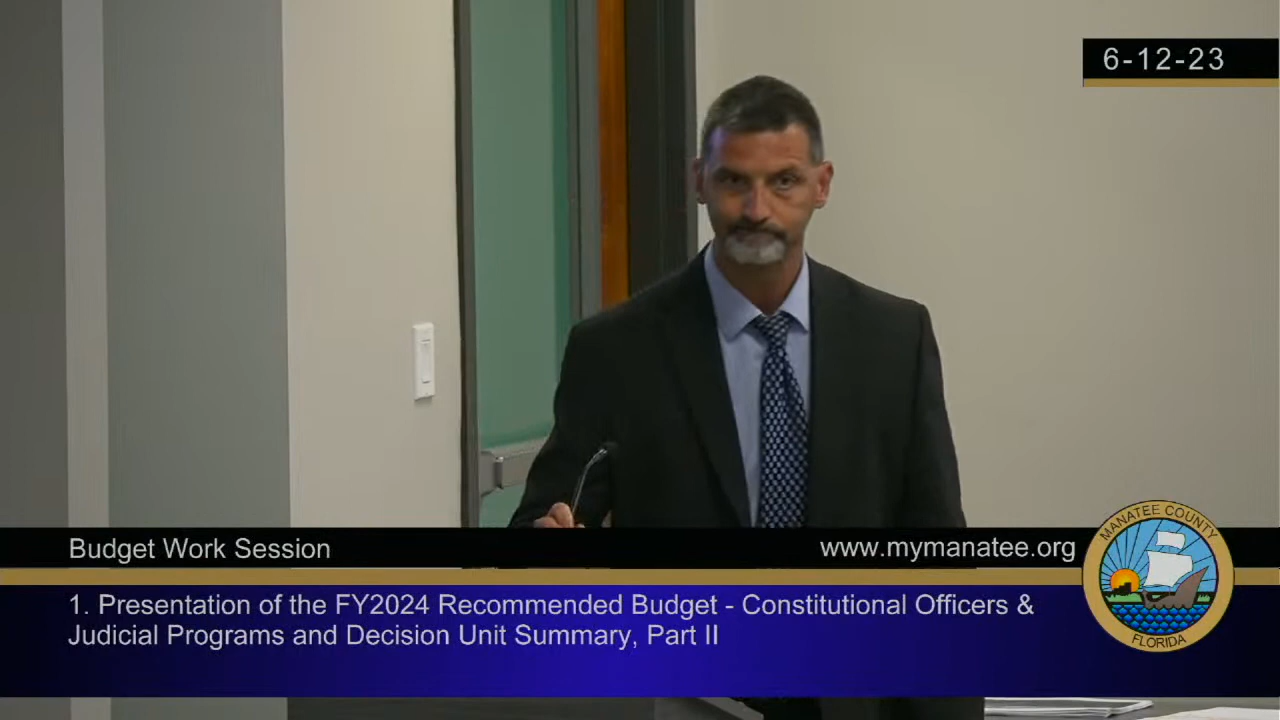 6-12-23
Budget Work Session
www.mymanatee.org
1. Presentation of the FY2024 Recommended Budget - Constitutional Officers &
Judicial Programs and Decision Unit Summary, Part II
MANATEE COUNTY
FLORIDA